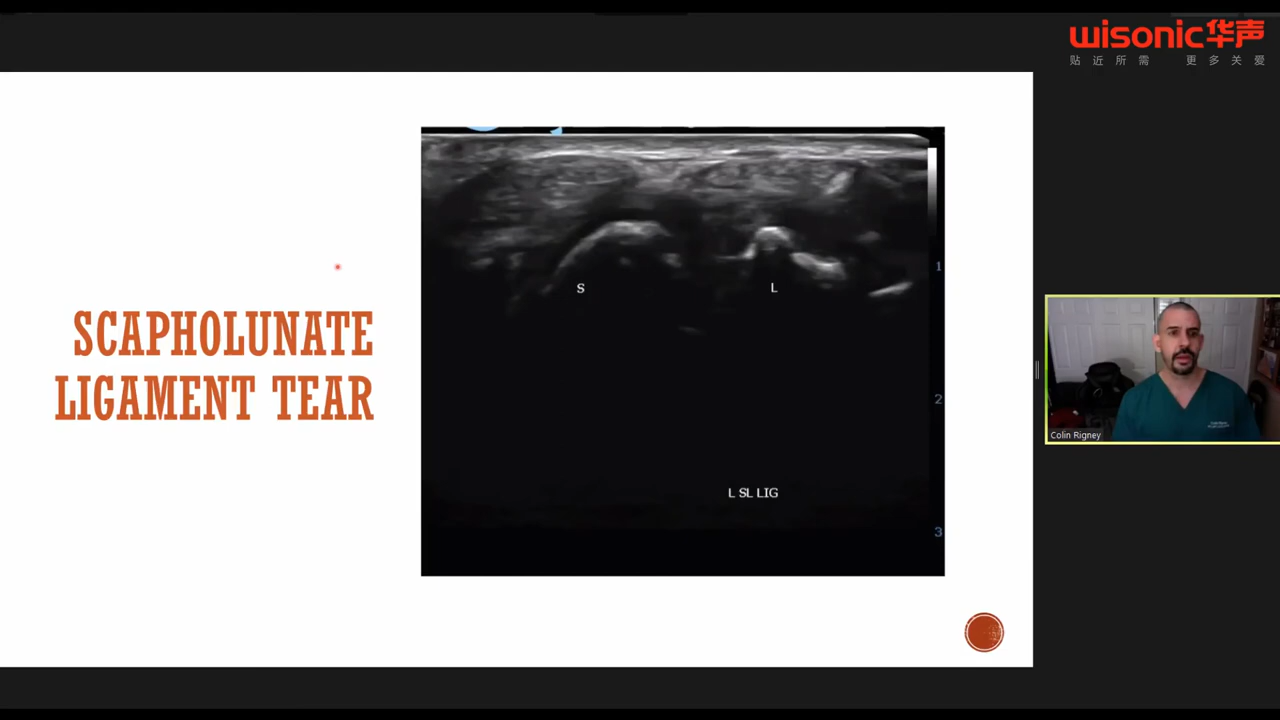 wisonic华声
贴近所需 更多关爱
SCAPHOLUNATE
LIGAMENT TEAR
1
S
L
2
L SL LIG
3
Colin Rigney